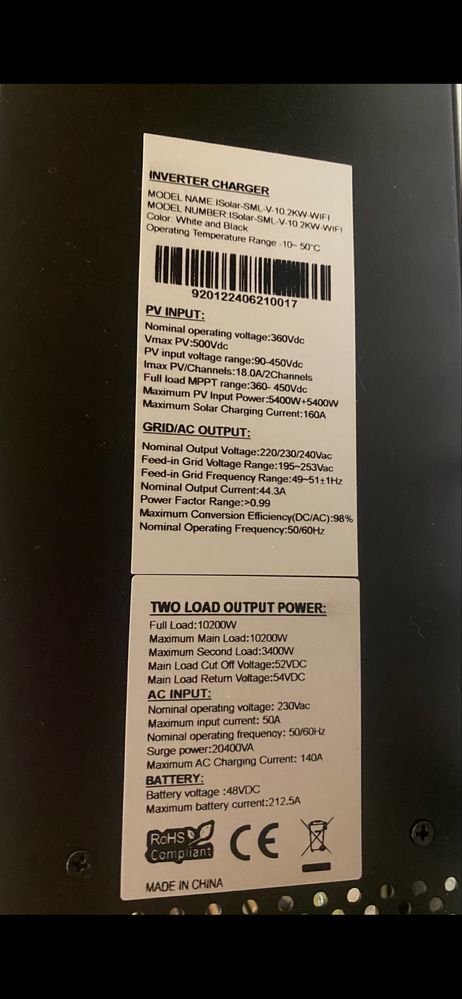 INVERTER CHARGER
MODEL NAME:ISolar-SML-V-10.2KW-WIFI
MODEL NUMBER:ISolar-SML-V-10.2KW-WIFI
Color: White and Black
Operating Temperature Range -10~ 50°C
920122406210017
PV INPUT:
Nominal operating voltage:360Vdc
Vmax PV:500Vdc
PV input voltage range:90-450Vdc
Imax PV/Channels:18.0A/2Channels
Full load MPPT range:360- 450Vdc
Maximum PV Input Power:5400W+5400W
Maximum Solar Charging Current:160A
GRID/AC OUTPUT:
Nominal Output Voltage:220/230/240Vac
Feed-in Grid Voltage Range:195~253Vac
Feed-in Grid Frequency Range:49~51±1Hz
Nominal Output Current:44.3A
Power Factor Range:>0.99
Maximum Conversion Efficiency(DC/AC):98%
Nominal Operating Frequency:50/60Hz
TWO LOAD OUTPUT POWER:
Full Load:10200W
Maximum Main Load:10200W
Maximum Second Load:3400W
Main Load Cut Off Voltage:52VDC
Main Load Return Voltage:54VDC
AC INPUT:
Nominal operating voltage: 230Vac
Maximum input current: 50A
Nominal operating frequency: 50/60Hz
Surge power:20400VA
Maximum AC Charging Current: 140A
BATTERY:
Battery voltage :48VDC
Maximum battery current:212.5A
RoHS
Compliant
CE
MADE IN CHINA